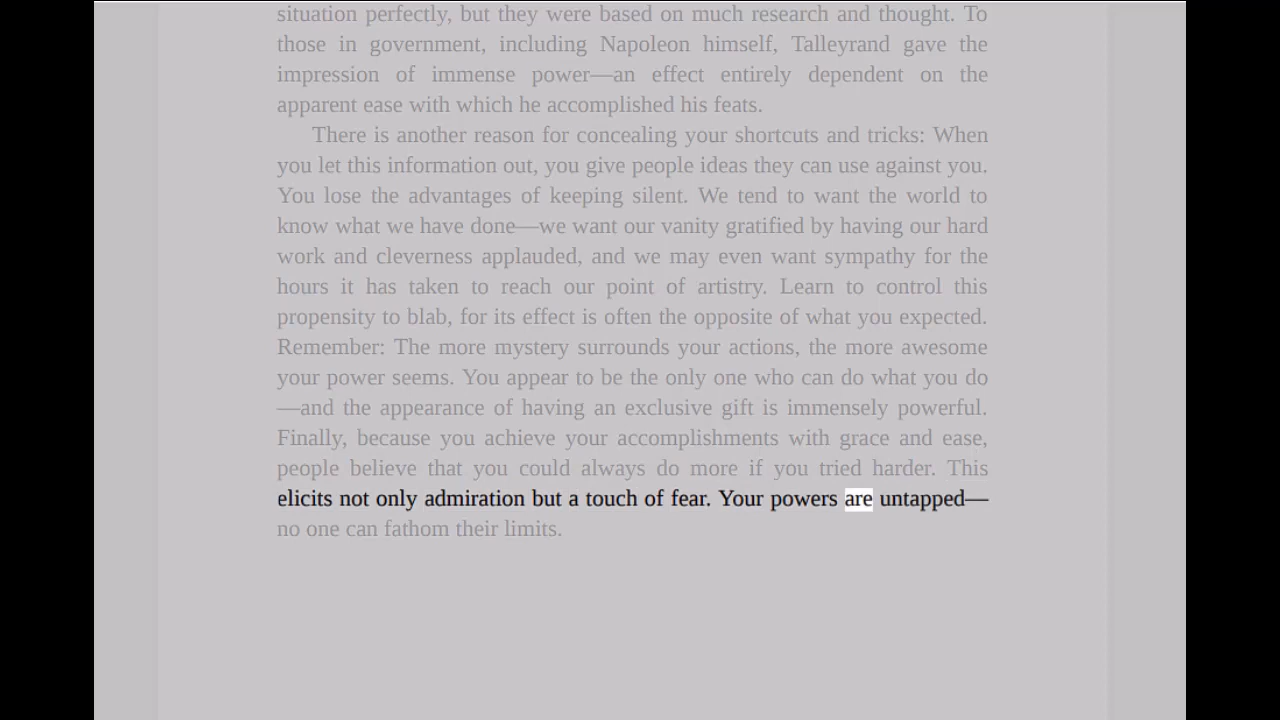 situation perfectly, but they were based on much research and thought. To
those in government, including Napoleon himself, Talleyrand gave the
impression of immense power—an effect entirely dependent on the
apparent ease with which he accomplished his feats.
There is another reason for concealing your shortcuts and tricks: When
you let this information out, you give people ideas they can use against you.
You lose the advantages of keeping silent. We tend to want the world to
know what we have done—we want our vanity gratified by having our hard
work and cleverness applauded, and we may even want sympathy for the
hours it has taken to reach our point of artistry. Learn to control this
propensity to blab, for its effect is often the opposite of what you expected.
Remember: The more mystery surrounds your actions, the more awesome
your power seems. You appear to be the only one who can do what you do
—and the appearance of having an exclusive gift is immensely powerful.
Finally, because you achieve your accomplishments with grace and ease,
people believe that you could always do more if you tried harder. This
elicits not only admiration but a touch of fear. Your powers are untapped—
no one can fathom their limits.